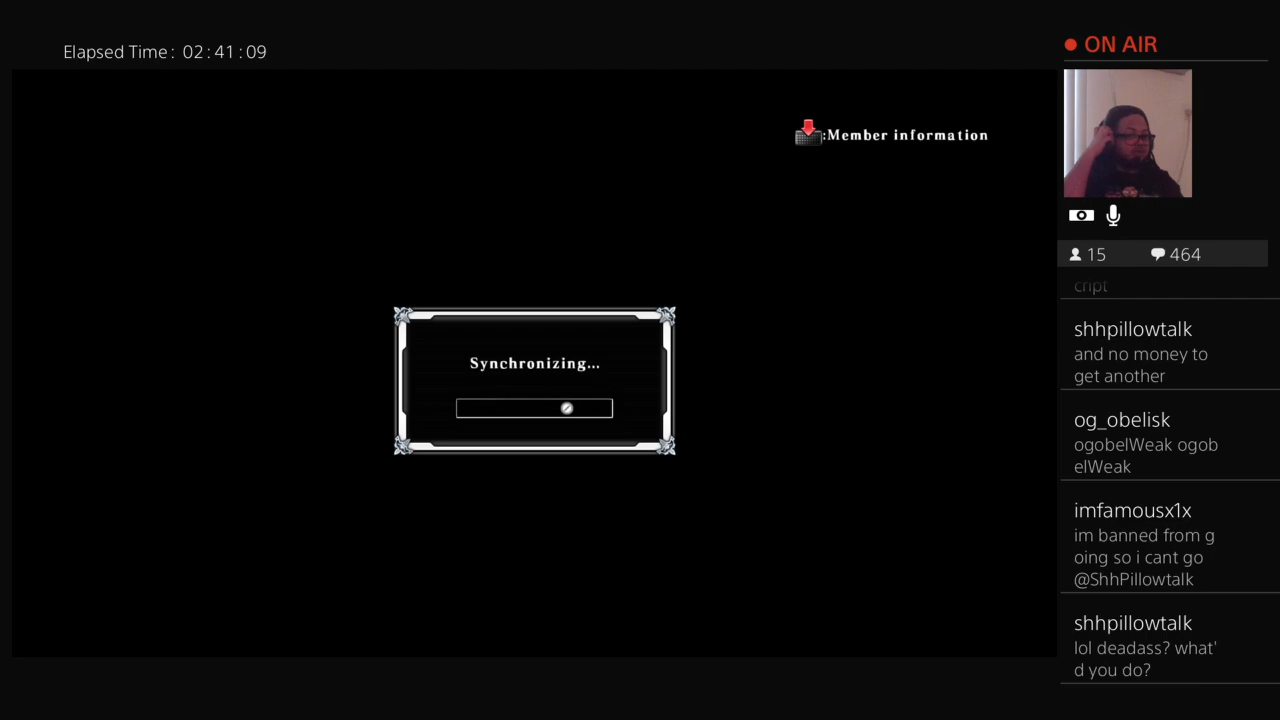 Elapsed Time: 02:41:09
ON AIR
:Member information
15 464
cript
shhpillowtalk
and no money to
get another
Synchronizing...
og_obelisk
ogobelWeak ogob
elWeak
imfamousx1x
im banned from g
oing so i cant go
@ShhPillowtalk
shhpillowtalk
lol deadass? what'
d you do?